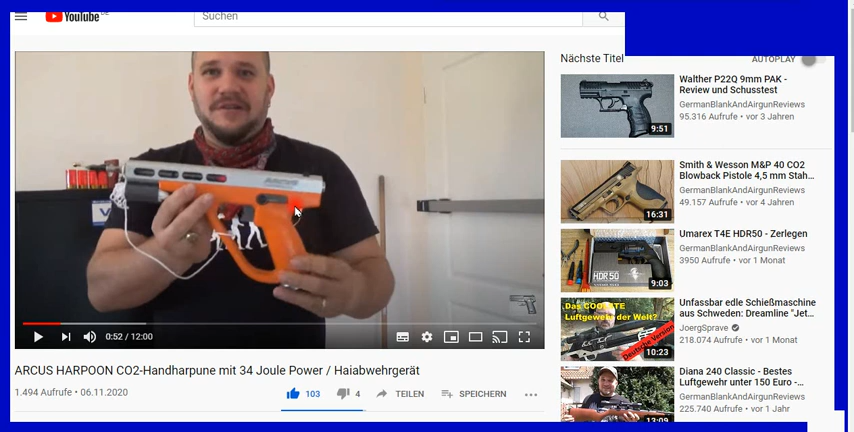 YouTube DE
Suchen
Nächste Titel
AUTOPLAY
Walther P22Q 9mm PAK -
Review und Schusstest
GermanBlankAndAirgunReviews
95.316 Aufrufe • vor 3 Jahren
9:51
Smith & Wesson M&P 40 CO2
Blowback Pistole 4,5 mm Stah...
GermanBlankAndAirgunReviews
49.157 Aufrufe • vor 4 Jahren
16:31
Umarex T4E HDR50 - Zerlegen
GermanBlankAndAirgunReviews
3950 Aufrufe • vor 1 Monat
HDR50
9:03
Das COOLSTE
Luftgewehr der Welt?
Deutsche Version
10:23
Unfassbar edle Schießmaschine
aus Schweden: Dreamline "Jet...
JoergSprave
218.074 Aufrufe • vor 1 Monat
Diana 240 Classic - Bestes
Luftgewehr unter 150 Euro -...
GermanBlankAndAirgunReviews
225.740 Aufrufe • vor 1 Jahr
13:09
0:52 / 12:00
ARCUS HARPOON CO2-Handharpune mit 34 Joule Power / Haiabwehrgerät
1.494 Aufrufe • 06.11.2020
103
4
TEILEN
SPEICHERN